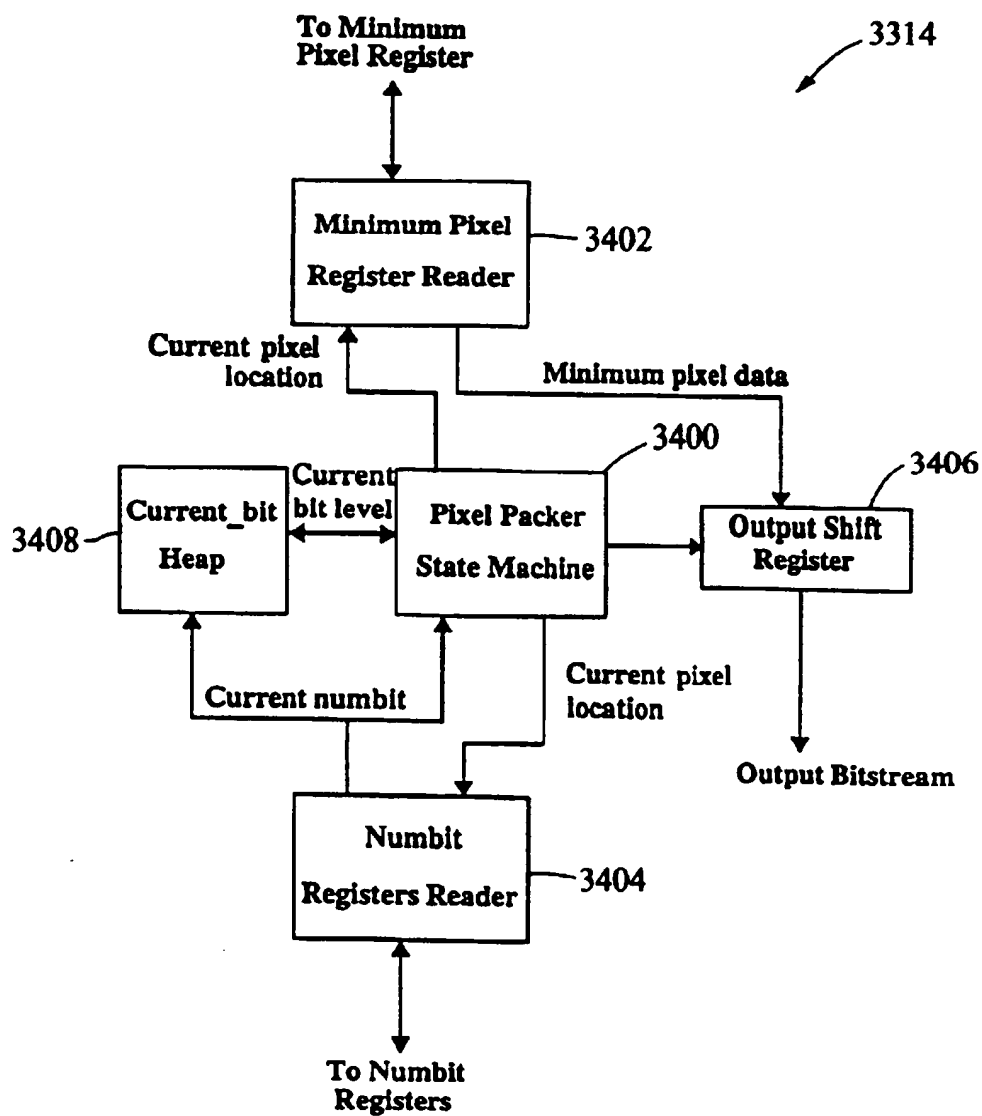 To Minimum
Pixel Register
3314
Minimum Pixel
Register Reader
3402
Current pixel
location
Minimum pixel data
3400
3406
Current
bit level
Current_bit
Heap
3408
Pixel Packer
State Machine
Output Shift
Register
Current numbit
Current pixel
location
Output Bitstream
Numbit
Registers Reader
3404
To Numbit
Registers